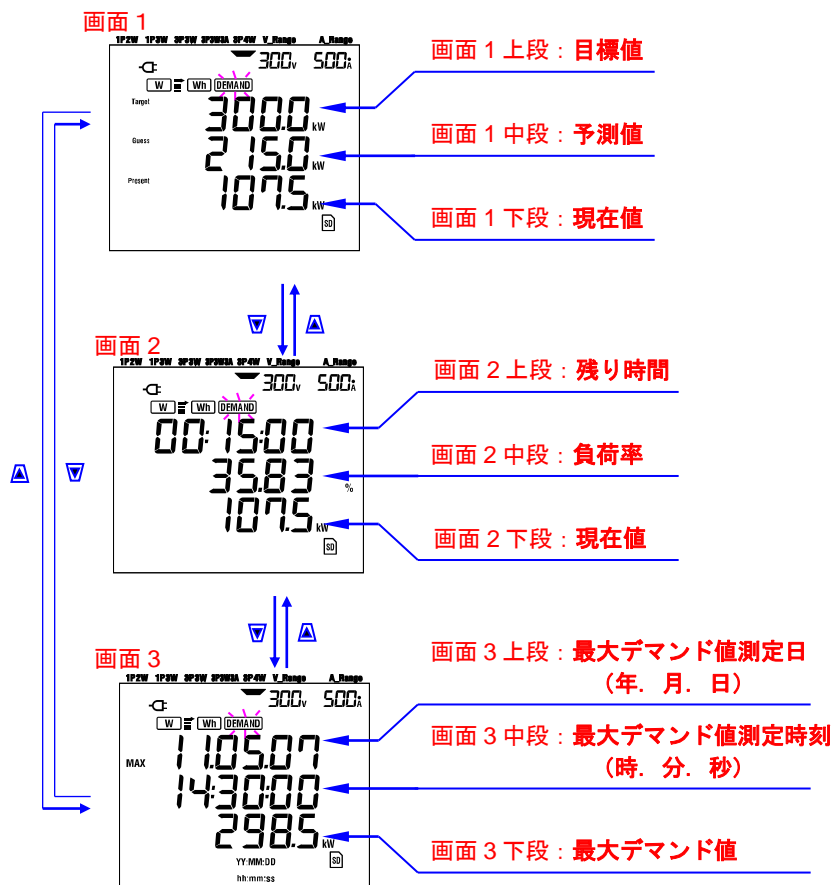 画面1
1P2W 1P3W 3P3W 3P3W3A 3P4W V_Range A_Range
300V 500A
W Wh DEMAND
Target 300.0 kW
Guess 215.0 kW
Present 107.5 kW
SD
画面1上段：目標値
画面1中段：予測値
画面1下段：現在値
画面2
1P2W 1P3W 3P3W 3P3W3A 3P4W V_Range A_Range
300V 500A
W Wh DEMAND
00:15:00
35.83 %
107.5 kW
SD
画面2上段：残り時間
画面2中段：負荷率
画面2下段：現在値
画面3
1P2W 1P3W 3P3W 3P3W3A 3P4W V_Range A_Range
300V 500A
W Wh DEMAND
MAX 11.05.07
14:30:00
298.5 kW
YY:MM:DD SD
hh:mm:ss
画面3上段：最大デマンド値測定日
（年．月．日）
画面3中段：最大デマンド値測定時刻
（時．分．秒）
画面3下段：最大デマンド値